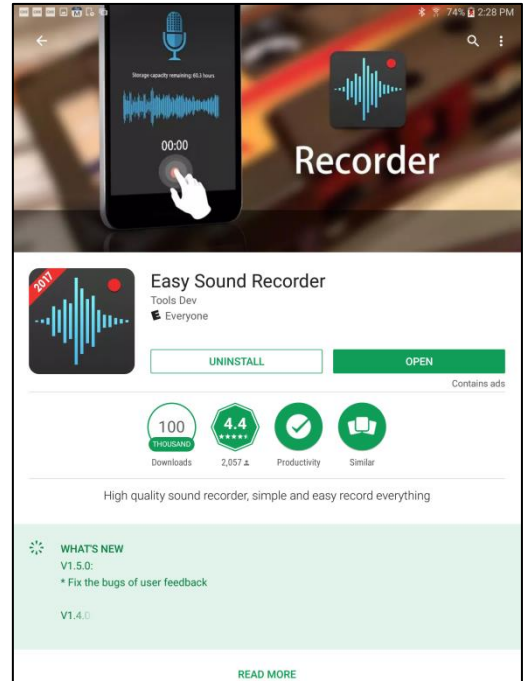 74% 2:28 PM
Storage capacity remaining: 65.3 hours
00:00
Recorder
2017
Easy Sound Recorder
Tools Dev
E Everyone
UNINSTALL
OPEN
Contains ads
100
THOUSAND
4.4
Downloads
2,057
Productivity
Similar
High quality sound recorder, simple and easy record everything
WHAT'S NEW
V1.5.0:
* Fix the bugs of user feedback
V1.4.0
READ MORE